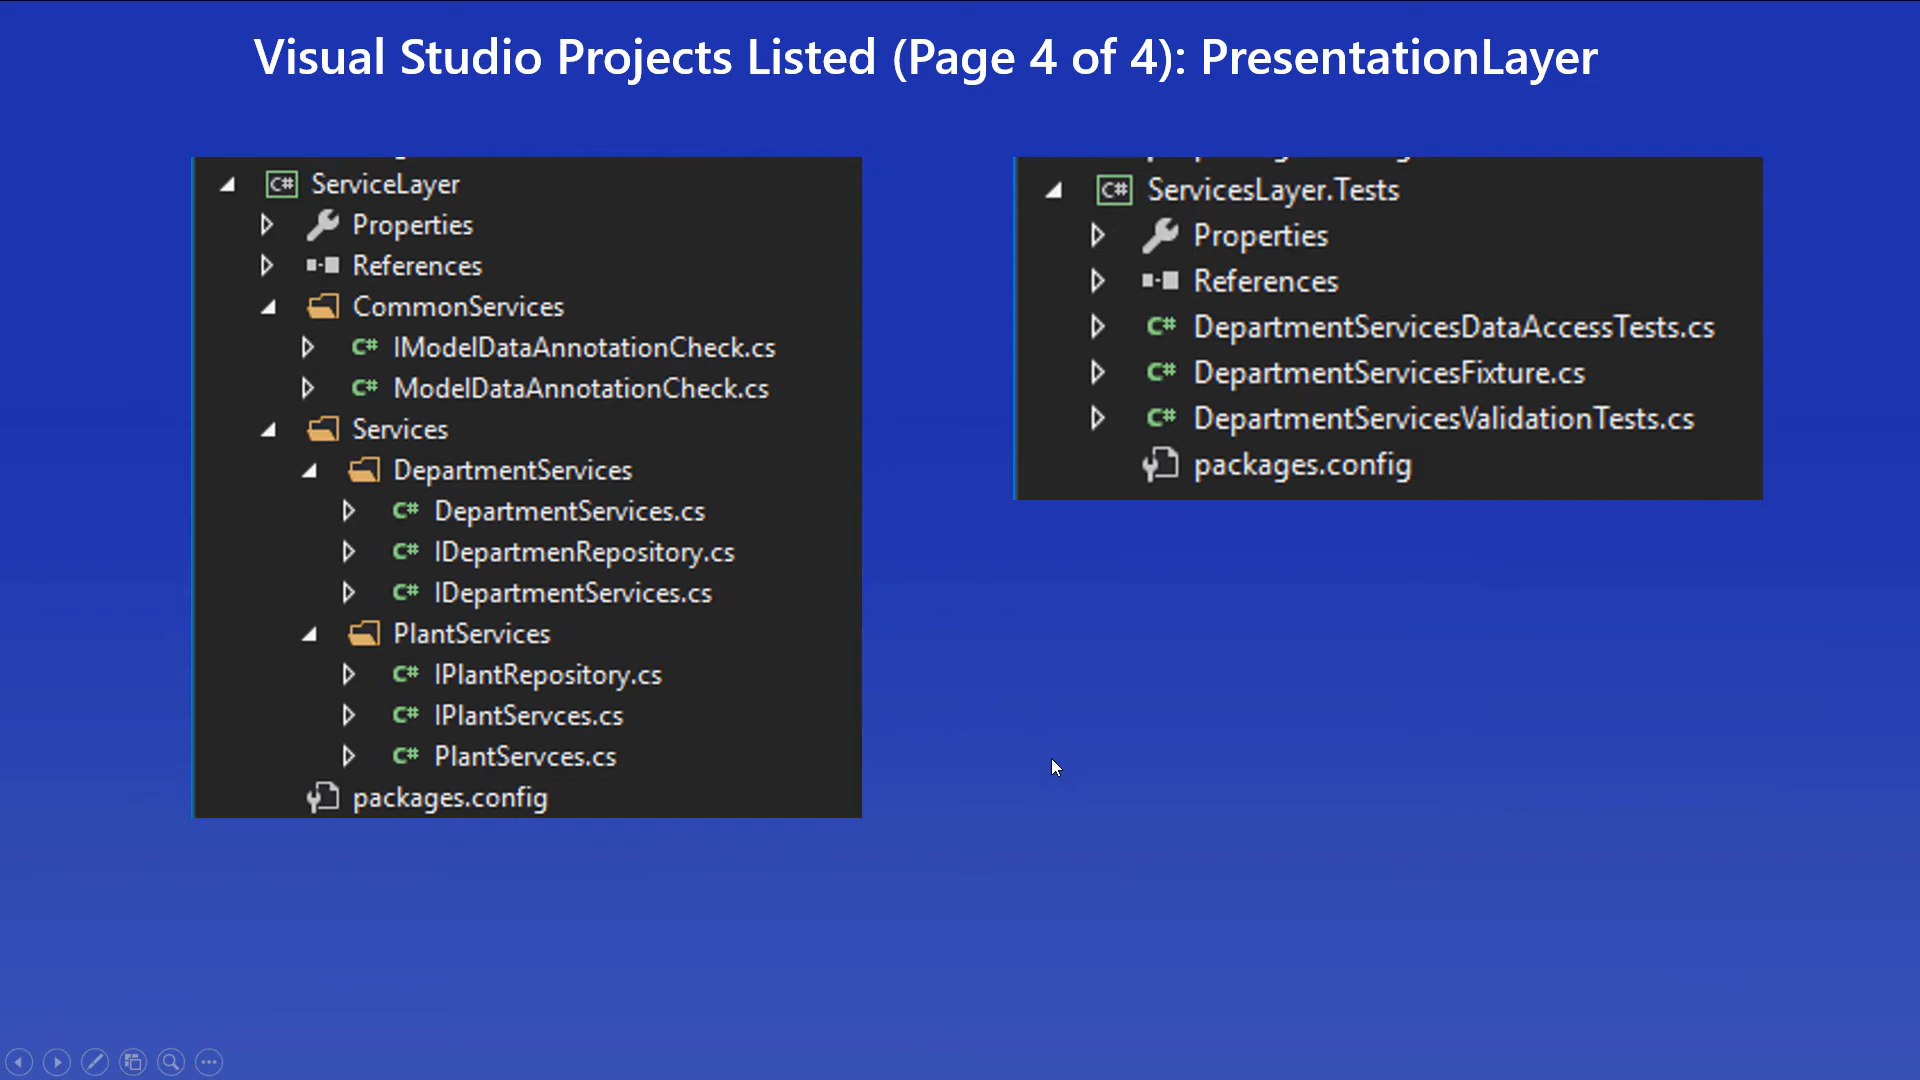 Visual Studio Projects Listed (Page 4 of 4): PresentationLayer
C# ServiceLayer
Properties
References
CommonServices
C# IModelDataAnnotationCheck.cs
C# ModelDataAnnotationCheck.cs
Services
DepartmentServices
C# DepartmentServices.cs
C# IDepartmenRepository.cs
C# IDepartmentServices.cs
PlantServices
C# IPlantRepository.cs
C# IPlantServces.cs
C# PlantServces.cs
packages.config
C# ServicesLayer.Tests
Properties
References
C# DepartmentServicesDataAccessTests.cs
C# DepartmentServicesFixture.cs
C# DepartmentServicesValidationTests.cs
packages.config